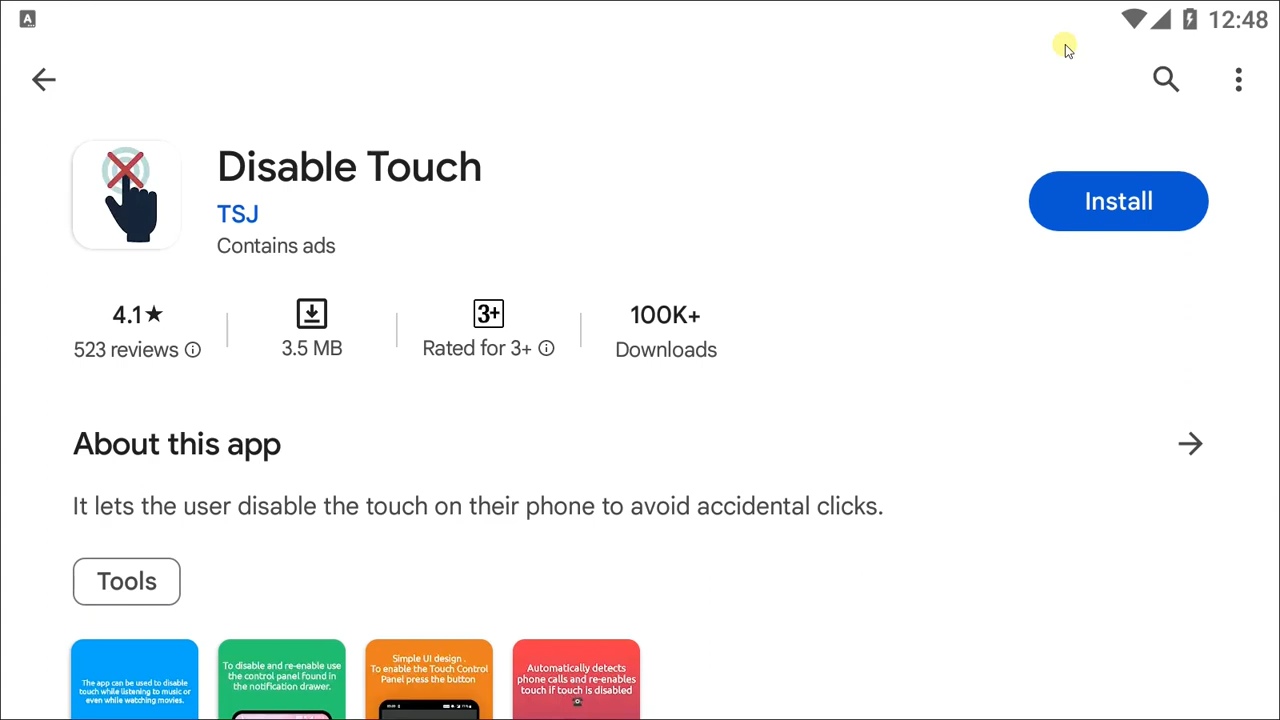 A
12:48
Disable Touch
TSJ
Contains ads
Install
4.1★
523 reviews
3.5 MB
3+
Rated for 3+
100K+
Downloads
About this app
It lets the user disable the touch on their phone to avoid accidental clicks.
Tools
The app can be used to disable
touch while listening to music or
even while watching movies.
To disable and re-enable use
the control panel found in
the notification drawer.
Simple UI design .
To enable the Touch Control
Panel press the button
Automatically detects
phone calls and re-enables
touch if touch is disabled